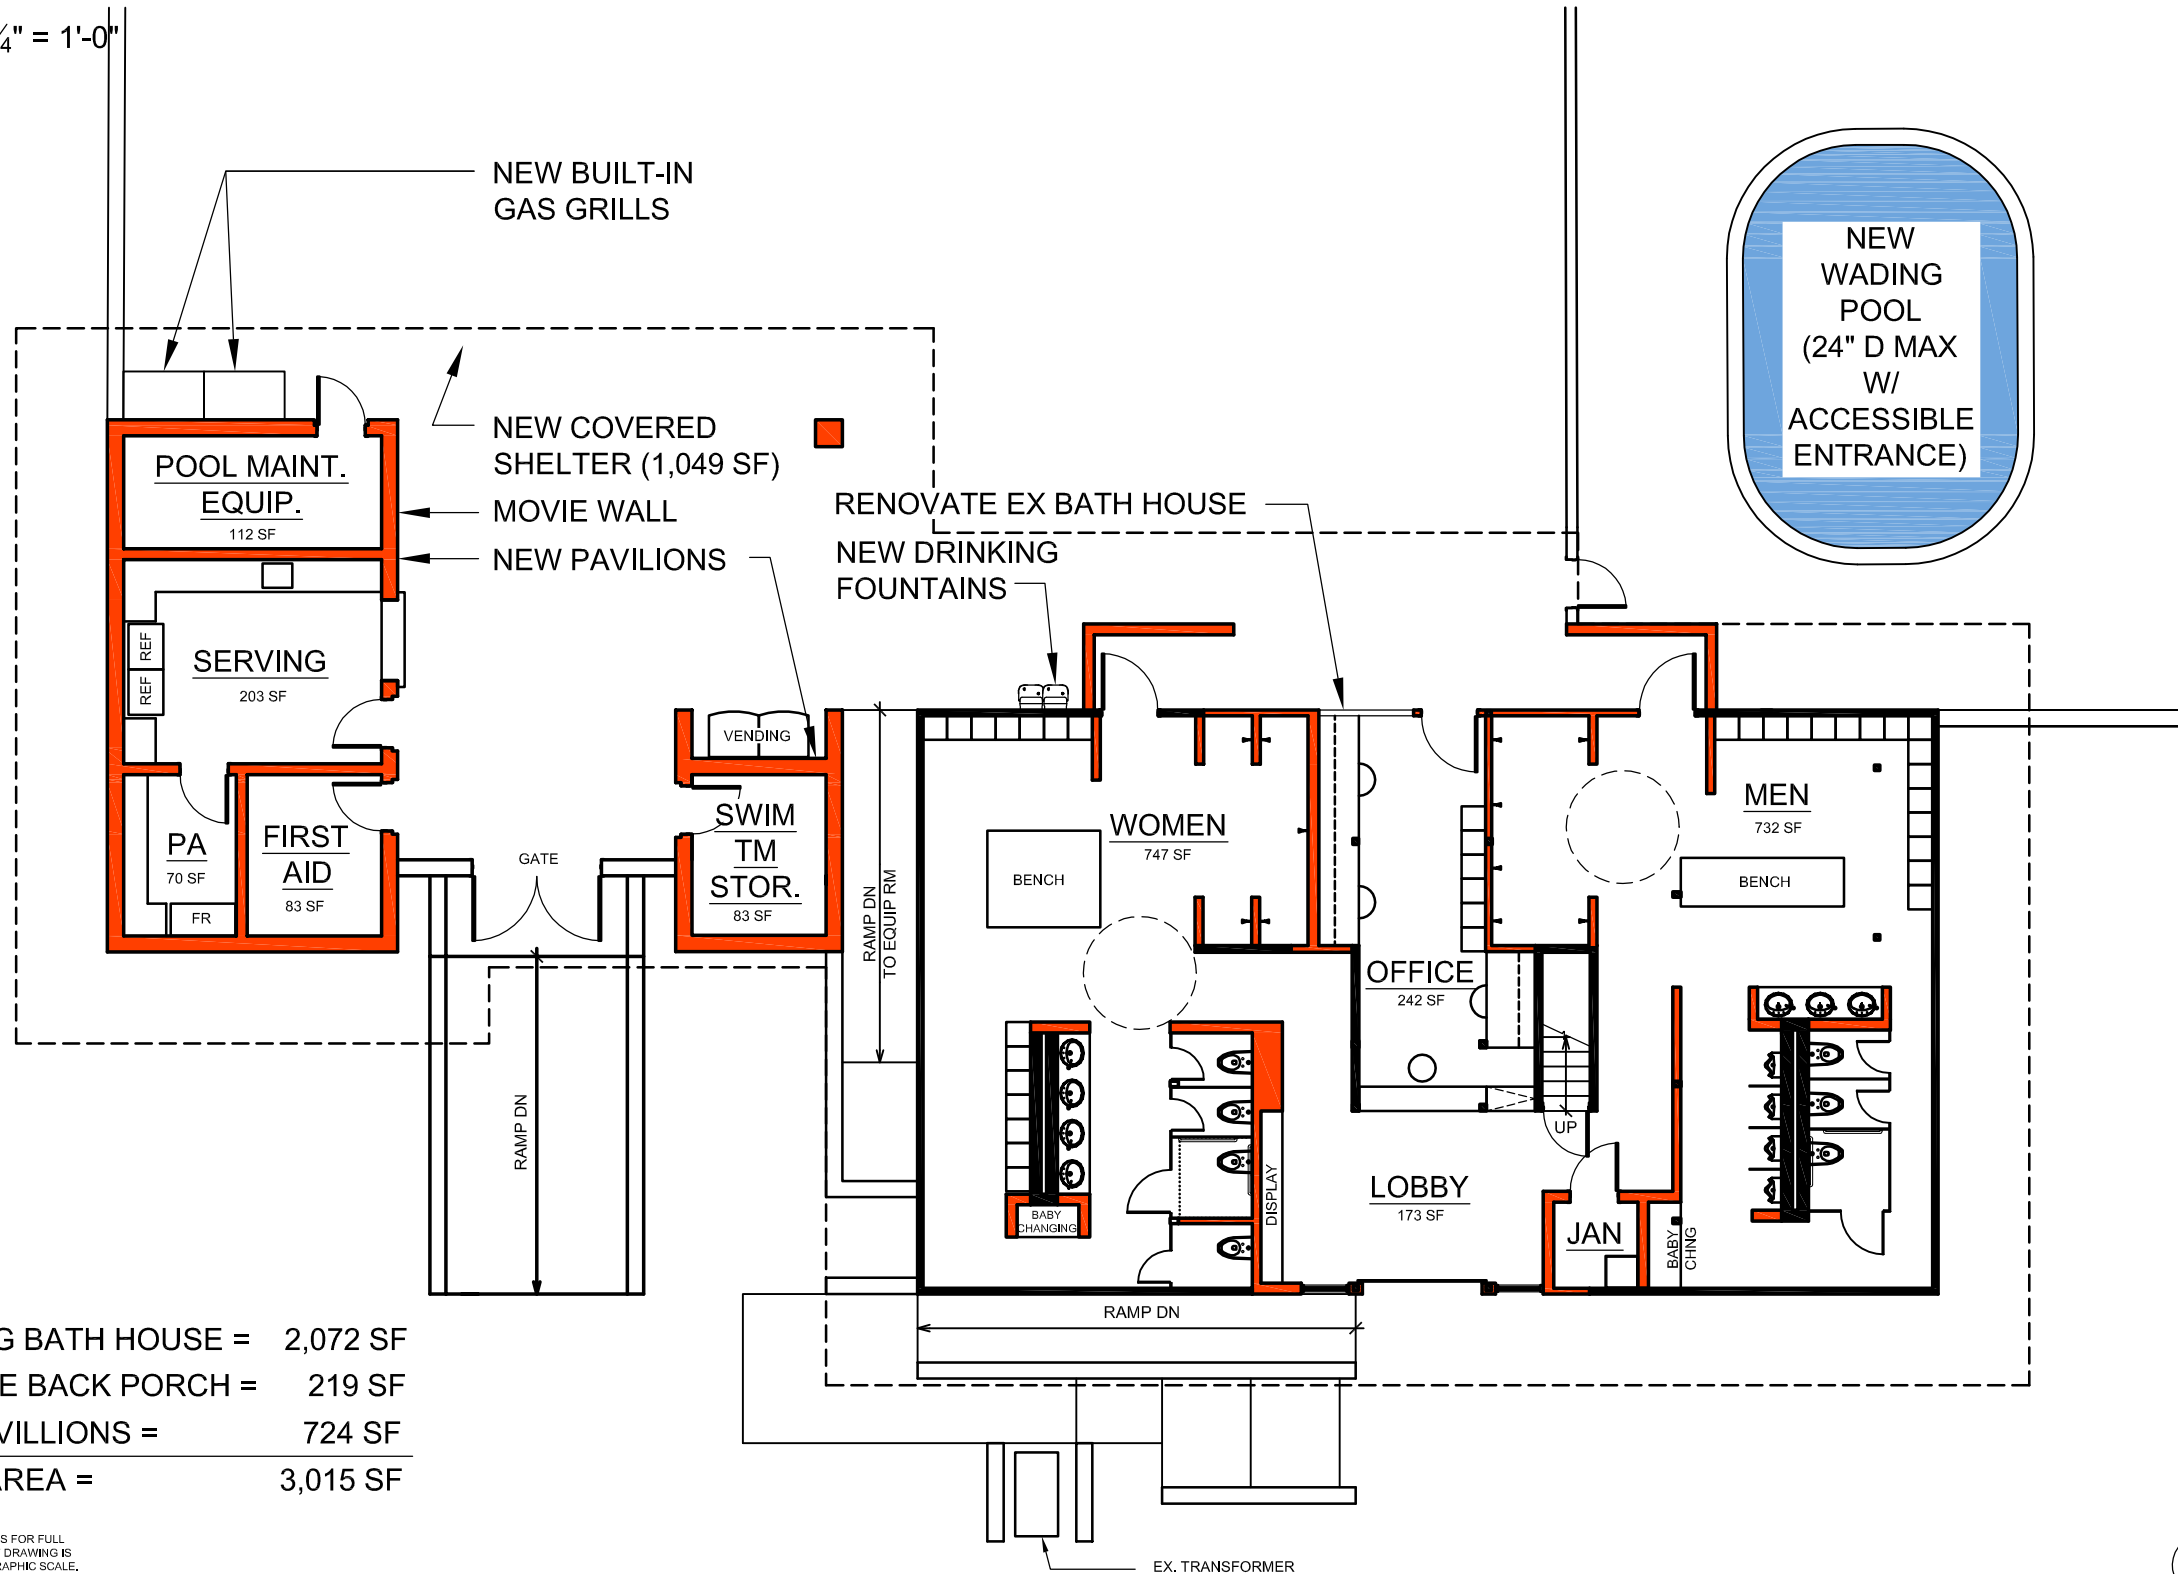 ¼" = 1'-0"
NEW BUILT-IN
GAS GRILLS
NEW
WADING
POOL
(24" D MAX
W/
ACCESSIBLE
ENTRANCE)
NEW COVERED
SHELTER (1,049 SF)
MOVIE WALL
NEW PAVILIONS
RENOVATE EX BATH HOUSE
NEW DRINKING
FOUNTAINS
POOL MAINT.
EQUIP.
112 SF
REF
REF
SERVING
203 SF
VENDING
PA
70 SF
FR
FIRST
AID
83 SF
GATE
SWIM
TM
STOR.
83 SF
RAMP DN
TO EQUIP RM
RAMP DN
WOMEN
747 SF
BENCH
MEN
732 SF
BENCH
OFFICE
242 SF
UP
BABY
CHANGING
DISPLAY
LOBBY
173 SF
JAN
BABY
CHNG
RAMP DN
G BATH HOUSE = 2,072 SF
E BACK PORCH = 219 SF
VILLIONS = 724 SF
AREA = 3,015 SF
S FOR FULL
DRAWING IS
RAPHIC SCALE.
EX. TRANSFORMER